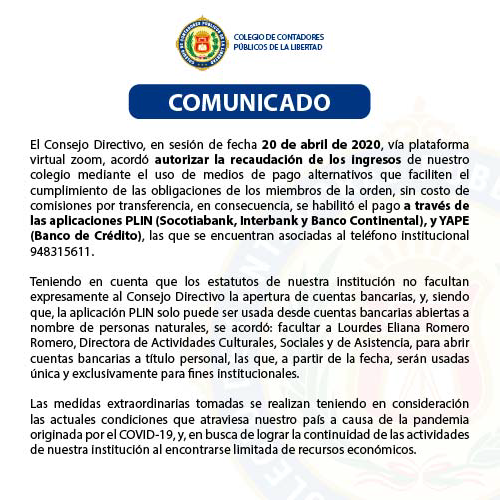 COLEGIO DE CONTADORES
PÚBLICOS DE LA LIBERTAD
COMUNICADO
El Consejo Directivo, en sesión de fecha 20 de abril de 2020, vía plataforma
virtual zoom, acordó autorizar la recaudación de los ingresos de nuestro
colegio mediante el uso de medios de pago alternativos que faciliten el
cumplimiento de las obligaciones de los miembros de la orden, sin costo de
comisiones por transferencia, en consecuencia, se habilitó el pago a través de
las aplicaciones PLIN (Socotiabank, Interbank y Banco Continental), y YAPE
(Banco de Crédito), las que se encuentran asociadas al teléfono institucional
948315611.
Teniendo en cuenta que los estatutos de nuestra institución no facultan
expresamente al Consejo Directivo la apertura de cuentas bancarias, y, siendo
que, la aplicación PLIN solo puede ser usada desde cuentas bancarias abiertas a
nombre de personas naturales, se acordó: facultar a Lourdes Eliana Romero
Romero, Directora de Actividades Culturales, Sociales y de Asistencia, para abrir
cuentas bancarias a título personal, las que, a partir de la fecha, serán usadas
única y exclusivamente para fines institucionales.
Las medidas extraordinarias tomadas se realizan teniendo en consideración
las actuales condiciones que atraviesa nuestro país a causa de la pandemia
originada por el COVID-19, y, en busca de lograr la continuidad de las actividades
de nuestra institución al encontrarse limitada de recursos económicos.